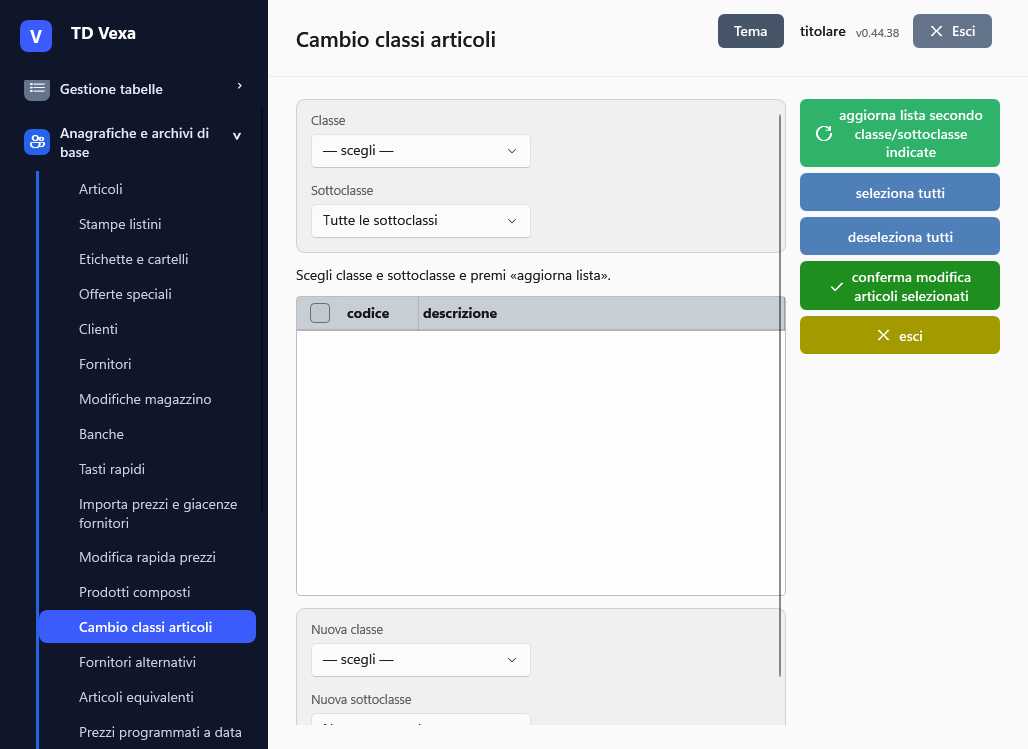 V
TD Vexa
Gestione tabelle
Anagrafiche e archivi di
base
Articoli
Stampe listini
Etichette e cartelli
Offerte speciali
Clienti
Fornitori
Modifiche magazzino
Banche
Tasti rapidi
Importa prezzi e giacenze
fornitori
Modifica rapida prezzi
Prodotti composti
Cambio classi articoli
Fornitori alternativi
Articoli equivalenti
Prezzi programmati a data
Cambio classi articoli
Tema
titolare
v0.44.38
Esci
Classe
— scegli —
Sottoclasse
Tutte le sottoclassi
Scegli classe e sottoclasse e premi «aggiorna lista».
codice
descrizione
Nuova classe
— scegli —
Nuova sottoclasse
aggiorna lista secondo
classe/sottoclasse
indicate
seleziona tutti
deseleziona tutti
conferma modifica
articoli selezionati
esci